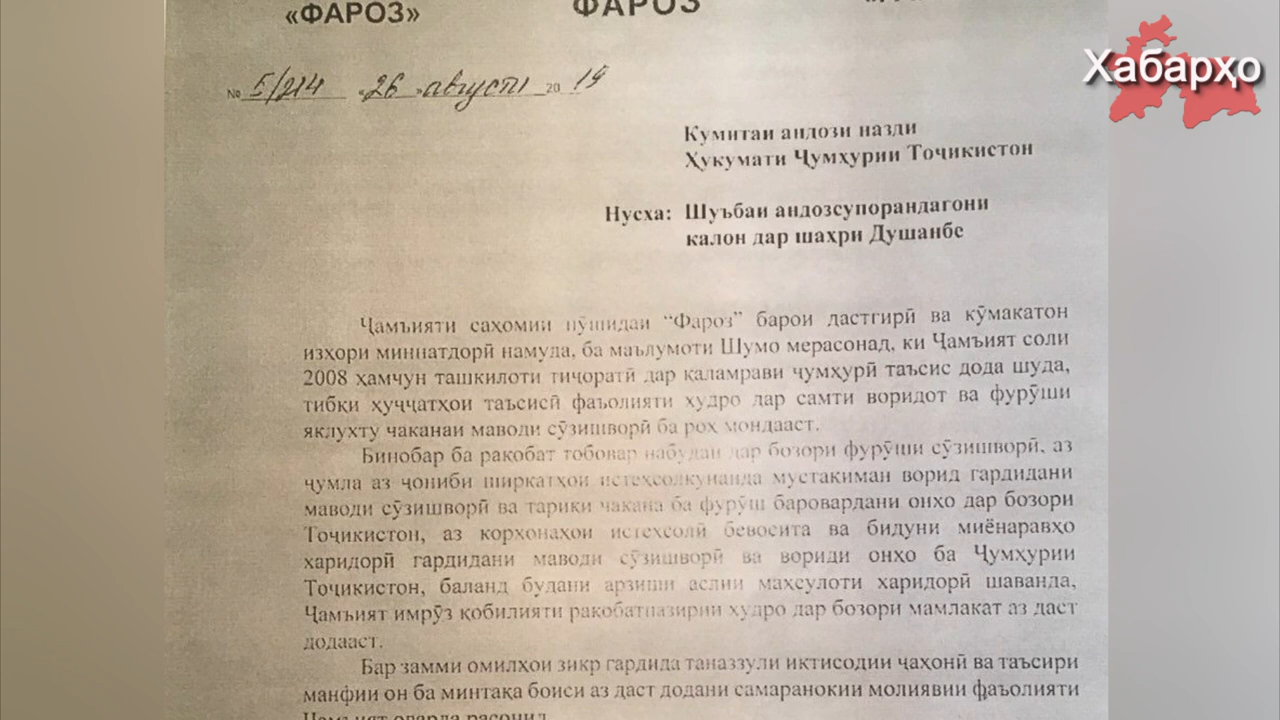 «ФАРОЗ»
ФАРОЗ
Хабарҳо
№ 5/214 «26» августи 2019
Кумитаи андози назди
Ҳукумати Ҷумҳурии Тоҷикистон
Нусха: Шуъбаи андозсупорандагони
калон дар шаҳри Душанбе
Ҷамъияти саҳомии пӯшидаи “Фароз” барои дастгирӣ ва кӯмакатон
изҳори миннатдорӣ намуда, ба маълумоти Шумо мерасонад, ки Ҷамъият соли
2008 ҳамчун ташкилоти тиҷоратӣ дар қаламрави ҷумҳурӣ таъсис дода шуда,
тибқи ҳуҷҷатҳои таъсисӣ фаъолияти худро дар самти воридот ва фурӯши
яклухту чаканаи маводи сӯзишворӣ ба роҳ мондааст.
Бинобар ба рақобат тобовар набудан дар бозори фурӯши сӯзишворӣ, аз
ҷумла аз ҷониби ширкатҳои истеҳсолкунанда мустақиман ворид гардидани
маводи сӯзишворӣ ва тариқи чакана ба фурӯш баровардани онҳо дар бозори
Тоҷикистон, аз корхонаҳои истеҳсолӣ бевосита ва бидуни миёнаравҳо
харидорӣ гардидани маводи сӯзишворӣ ва вориди онҳо ба Ҷумҳурии
Тоҷикистон, баланд будани арзиши аслии маҳсулоти харидорӣ шаванда,
Ҷамъият имрӯз қобилияти рақобатпазирии худро дар бозори мамлакат аз даст
додааст.
Бар замми омилҳои зикр гардида таназзули иқтисодии ҷаҳонӣ ва таъсири
манфии он ба минтақа боиси аз даст додани самаранокии молиявии фаъолияти
Ҷамъият оварда расонид.